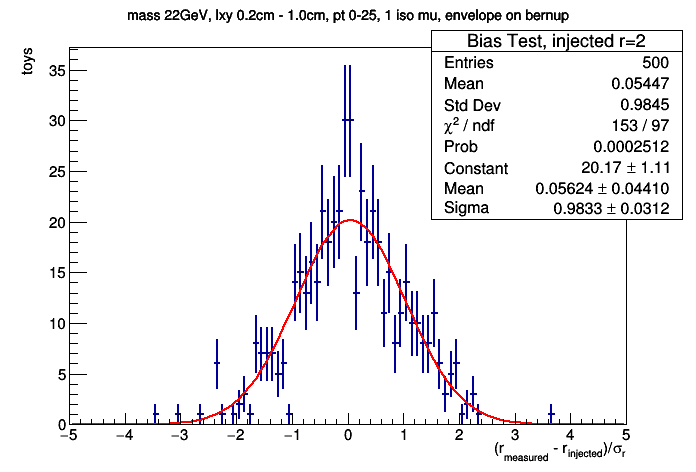 mass 22GeV, lxy 0.2cm - 1.0cm, pt 0-25, 1 iso mu, envelope on bernup
Bias Test, injected r=2
Entries 500
Mean 0.05447
Std Dev 0.9845
χ² / ndf 153 / 97
Prob 0.0002512
Constant 20.17 ± 1.11
Mean 0.05624 ± 0.04410
Sigma 0.9833 ± 0.0312
toys
35
30
25
20
15
10
5
0
−5 −4 −3 −2 −1 0 1 2 3 4 5
(r_measured - r_injected)/σ_r